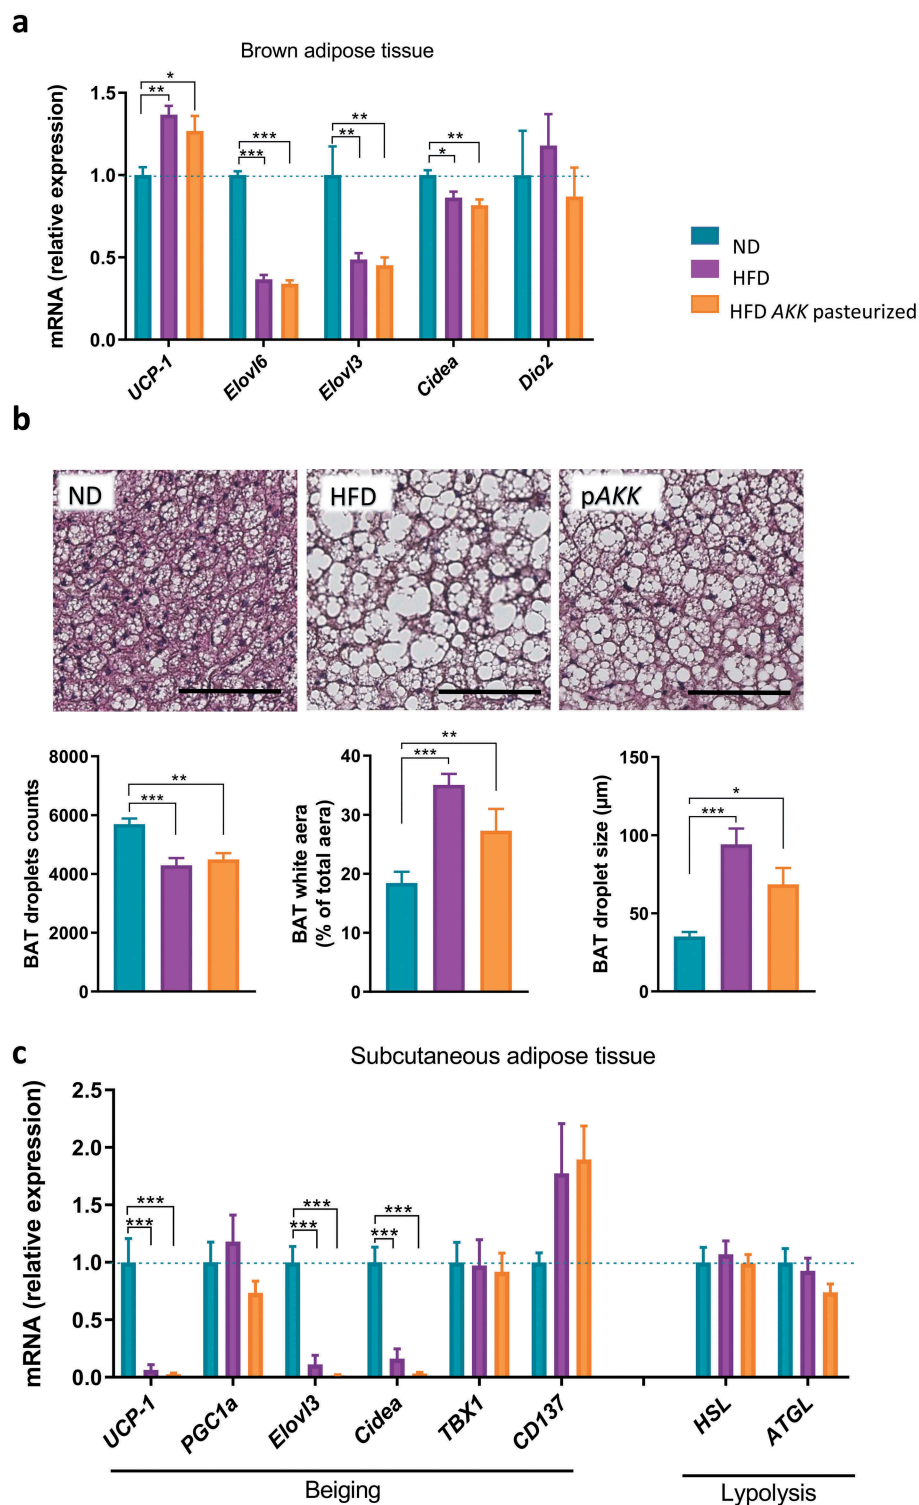 a
Brown adipose tissue
mRNA (relative expression)
1.5
1.0
0.5
0.0
*
**
***
***
**
**
**
*
UCP-1
Elovl6
Elovl3
Cidea
Dio2
ND
HFD
HFD AKK pasteurized
b
ND
HFD
pAKK
BAT droplets counts
8000
6000
4000
2000
0
**
***
BAT white aera
(% of total aera)
40
30
20
10
0
**
***
BAT droplet size (µm)
150
100
50
0
*
***
c
Subcutaneous adipose tissue
mRNA (relative expression)
2.5
2.0
1.5
1.0
0.5
0.0
***
***
***
***
***
***
UCP-1
PGC1a
Elovl3
Cidea
TBX1
CD137
HSL
ATGL
Beiging
Lypolysis